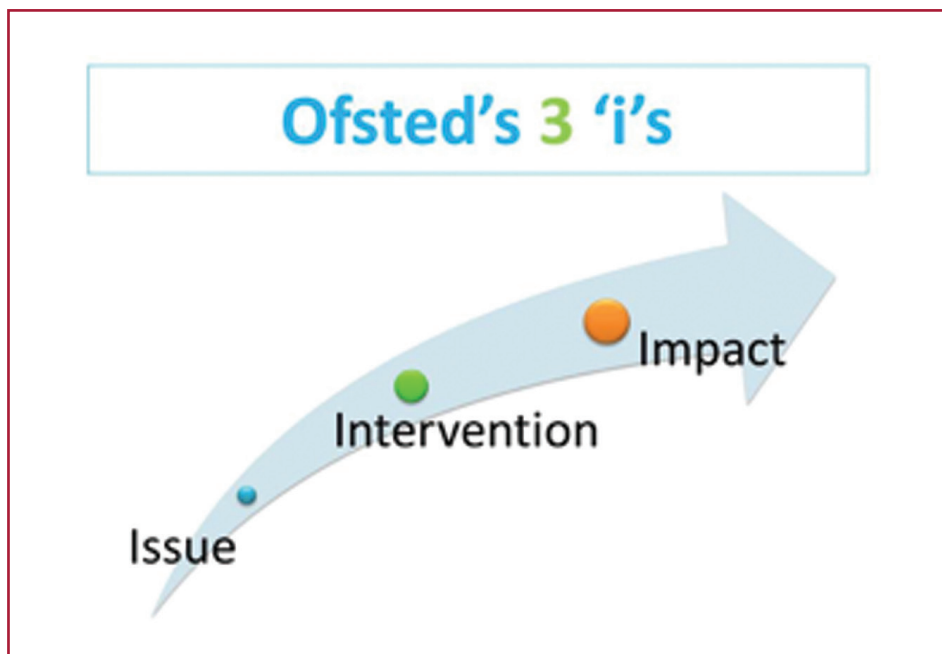 Ofsted’s 3 ‘i’s
Impact
Intervention
Issue